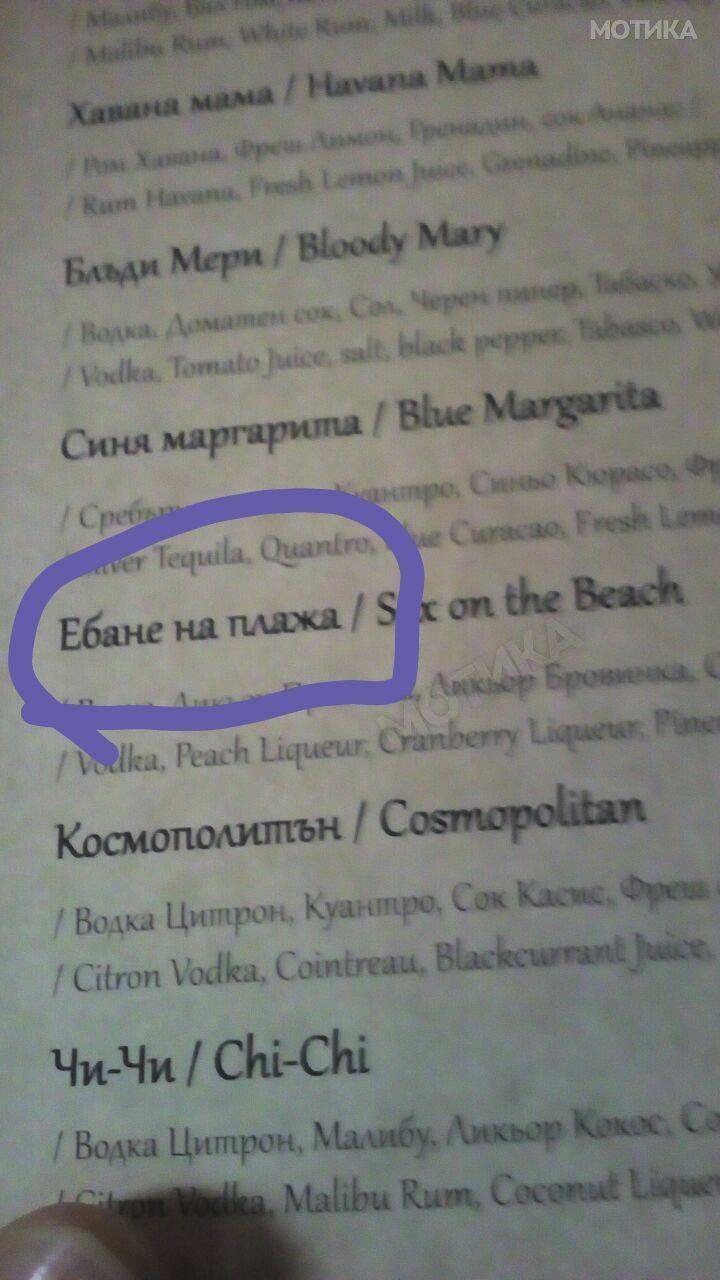 МОТИКА
/ Malibu Rum, White Rum, Milk, Blue Curacao,
Хавана мама / Havana Mama
/ Ром Хавана, Фреш Лимон, Гренадин, сок Ананас /
/ Rum Havana, Fresh Lemon Juice, Grenadine,
Блъди Мери / Bloody Mary
/ Водка, Доматен сок, Сол, Черен пипер, Табаско,
/ Vodka, Tomato Juice, salt, black pepper, Tabasco,
Синя маргарита / Blue Margarita
/ Куантро, Синьо Кюрасо,
Tequila, Quantro, Blue Curacao, Fresh
Ебане на плажа / Sex on the Beach
/ Ликьор Бровинка,
/ Vodka, Peach Liqueur, Cranberry Liqueur,
МОТИКА
Космополитън / Cosmopolitan
/ Водка Цитрон, Куантро, Сок Касис, Фреш
/ Citron Vodka, Cointreau, Blackcurrant Juice,
Чи-Чи / Chi-Chi
/ Водка Цитрон, Малибу, Ликьор Кокос,
/ Citron Vodka, Malibu Rum, Coconut